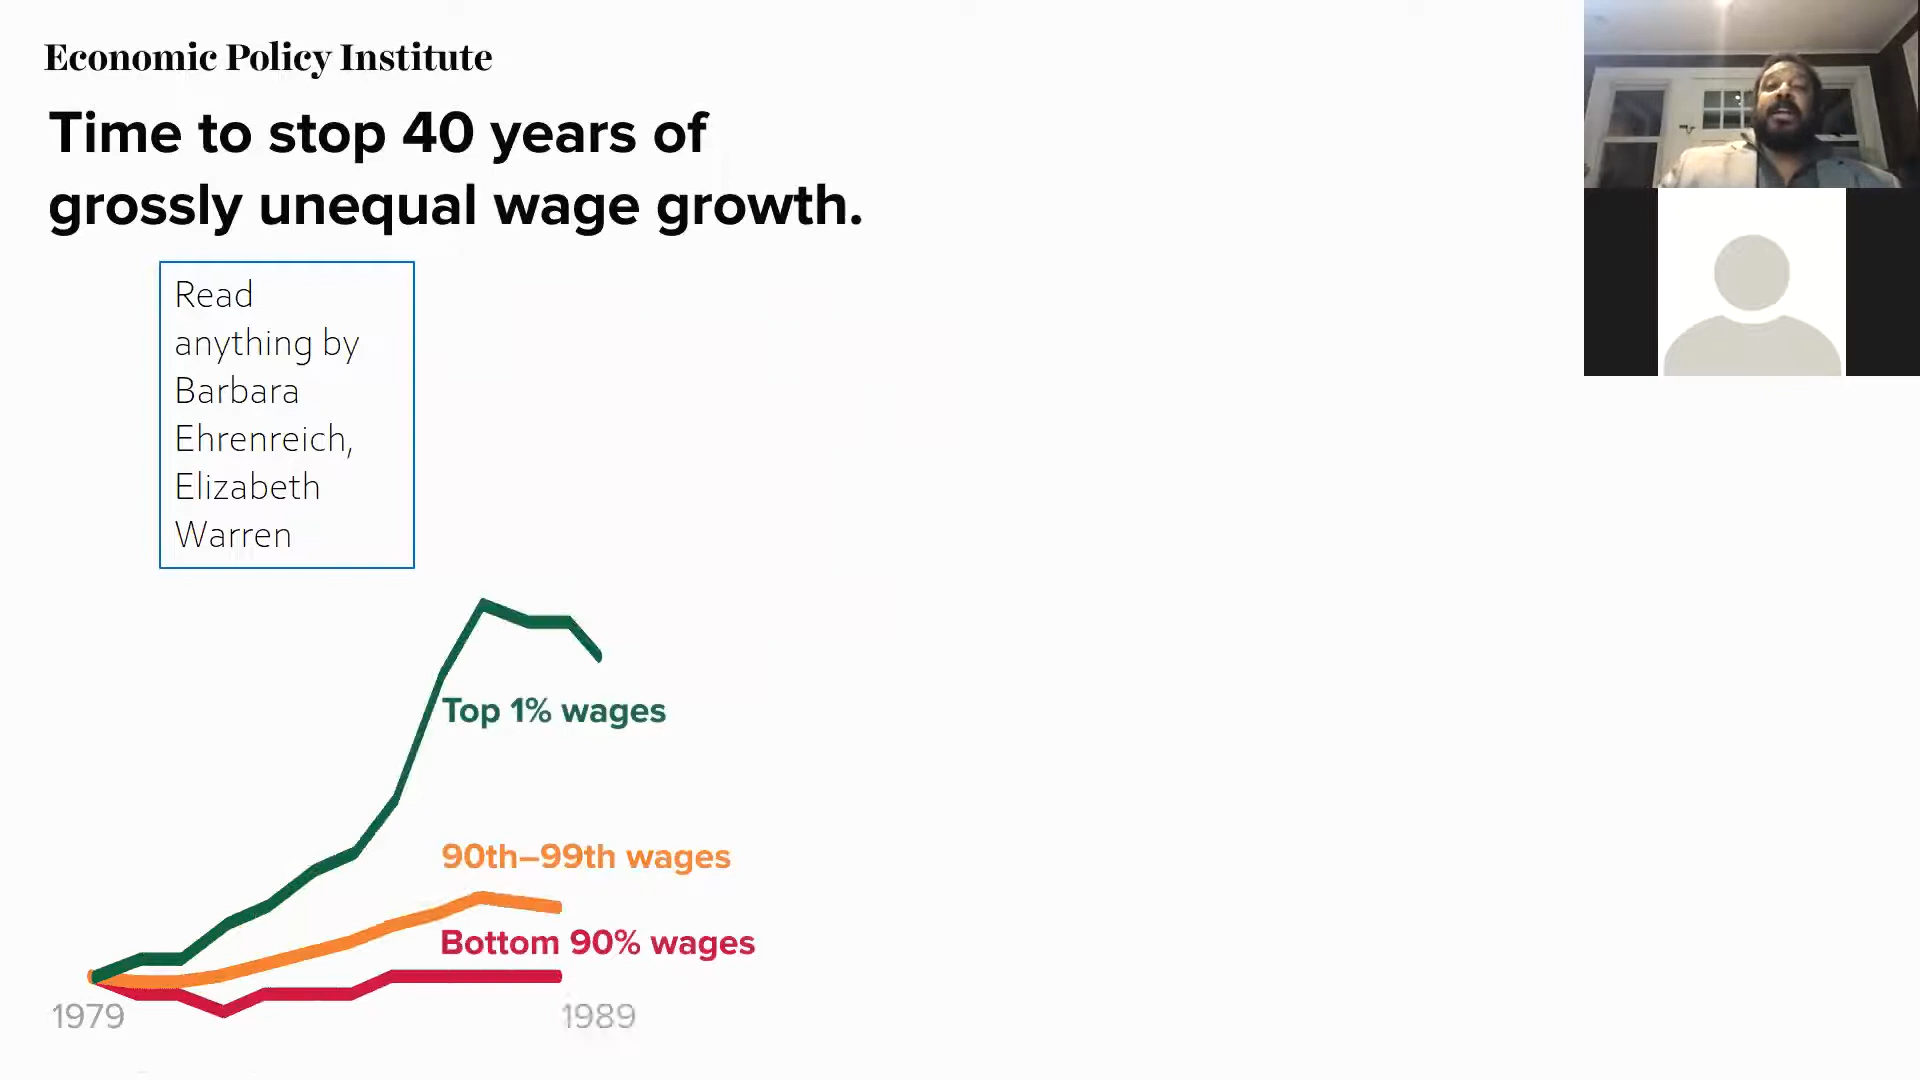 Economic Policy Institute
Time to stop 40 years of
grossly unequal wage growth.
Read
anything by
Barbara
Ehrenreich,
Elizabeth
Warren
Top 1% wages
90th–99th wages
Bottom 90% wages
1979
1989